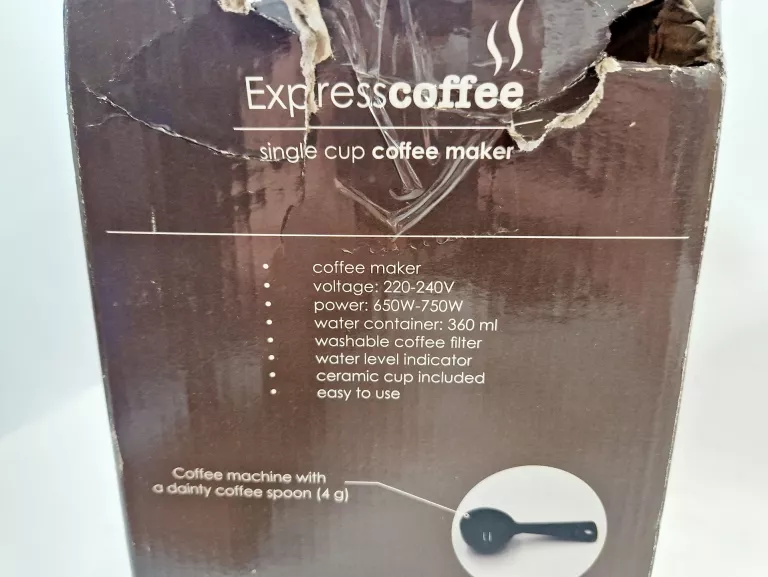 Expresscoffee
single cup coffee maker
• coffee maker
• voltage: 220-240V
• power: 650W-750W
• water container: 360 ml
• washable coffee filter
• water level indicator
• ceramic cup included
• easy to use
Coffee machine with
a dainty coffee spoon (4 g)